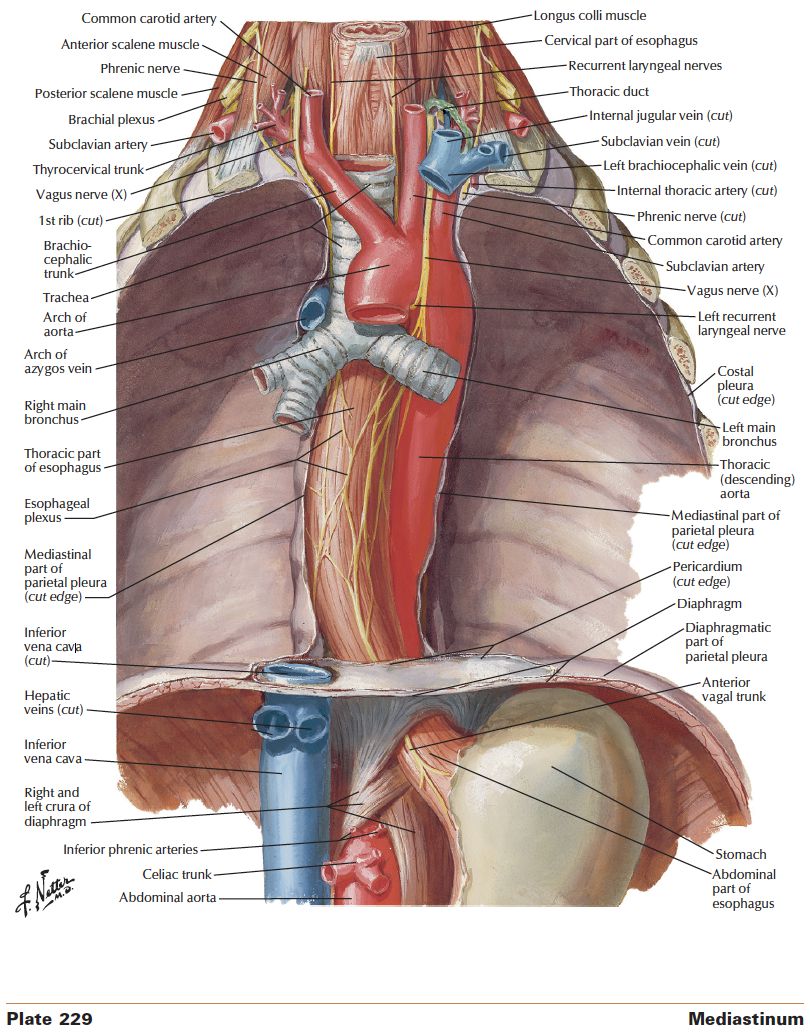 Common carotid artery
Anterior scalene muscle
Phrenic nerve
Posterior scalene muscle
Brachial plexus
Subclavian artery
Thyrocervical trunk
Vagus nerve (X)
1st rib (cut)
Brachio-
cephalic
trunk
Trachea
Arch of
aorta
Arch of
azygos vein
Right main
bronchus
Thoracic part
of esophagus
Esophageal
plexus
Mediastinal
part of
parietal pleura
(cut edge)
Inferior
vena cava
(cut)
Hepatic
veins (cut)
Inferior
vena cava
Right and
left crura of
diaphragm
Inferior phrenic arteries
Celiac trunk
Abdominal aorta
Longus colli muscle
Cervical part of esophagus
Recurrent laryngeal nerves
Thoracic duct
Internal jugular vein (cut)
Subclavian vein (cut)
Left brachiocephalic vein (cut)
Internal thoracic artery (cut)
Phrenic nerve (cut)
Common carotid artery
Subclavian artery
Vagus nerve (X)
Left recurrent
laryngeal nerve
Costal
pleura
(cut edge)
Left main
bronchus
Thoracic
(descending)
aorta
Mediastinal part of
parietal pleura
(cut edge)
Pericardium
(cut edge)
Diaphragm
Diaphragmatic
part of
parietal pleura
Anterior
vagal trunk
Stomach
Abdominal
part of
esophagus
F. Netter
M.D.
Plate 229
Mediastinum